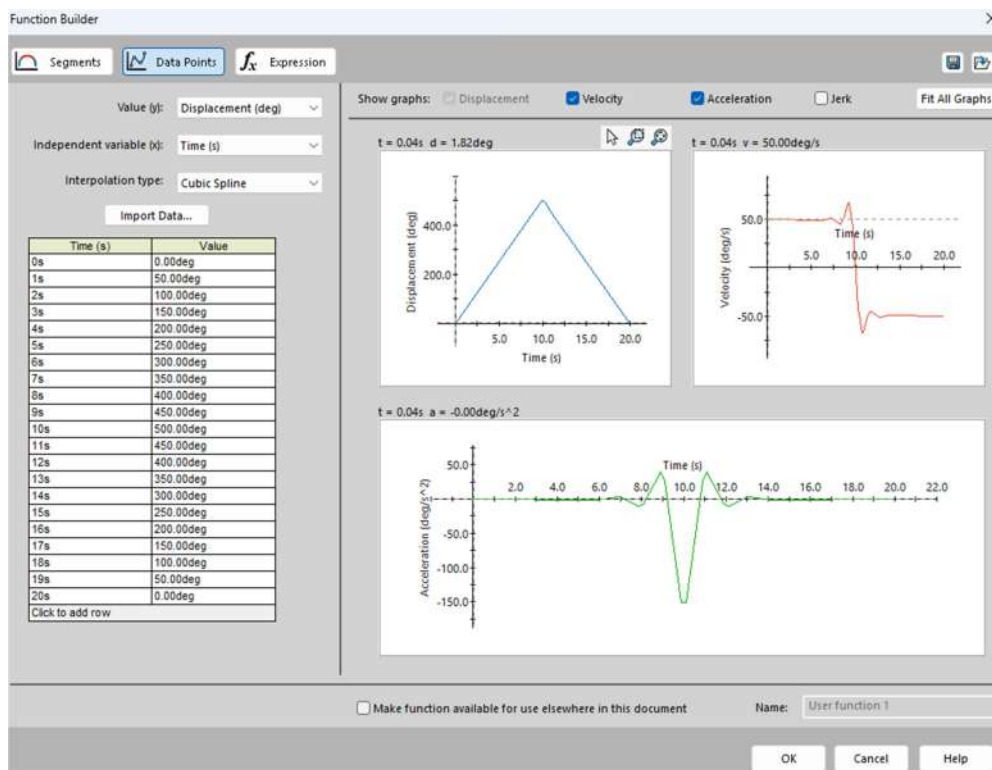 Function Builder
Segments Data Points fx Expression
Value (y): Displacement (deg)
Independent variable (x): Time (s)
Interpolation type: Cubic Spline
Import Data...
Time (s) Value
0s 0.00deg
1s 50.00deg
2s 100.00deg
3s 150.00deg
4s 200.00deg
5s 250.00deg
6s 300.00deg
7s 350.00deg
8s 400.00deg
9s 450.00deg
10s 500.00deg
11s 450.00deg
12s 400.00deg
13s 350.00deg
14s 300.00deg
15s 250.00deg
16s 200.00deg
17s 150.00deg
18s 100.00deg
19s 50.00deg
20s 0.00deg
Click to add row
Show graphs: Displacement Velocity Acceleration Jerk Fit All Graphs
t = 0.04s d = 1.82deg
Displacement (deg)
400.0
200.0
5.0 10.0 15.0 20.0
Time (s)
t = 0.04s v = 50.00deg/s
Velocity (deg/s)
50.0
Time (s)
5.0 10.0 15.0 20.0
-50.0
t = 0.04s a = -0.00deg/s^2
Acceleration (deg/s^2)
50.0
Time (s)
2.0 4.0 6.0 8.0 10.0 12.0 14.0 16.0 18.0 20.0 22.0
-50.0
-100.0
-150.0
Make function available for use elsewhere in this document Name: User function 1
OK Cancel Help